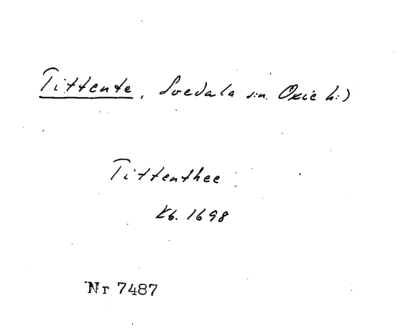 Tittente, Svedala sn. Oxie h:)
Tittenthee
Kb. 1698
Nr 7487